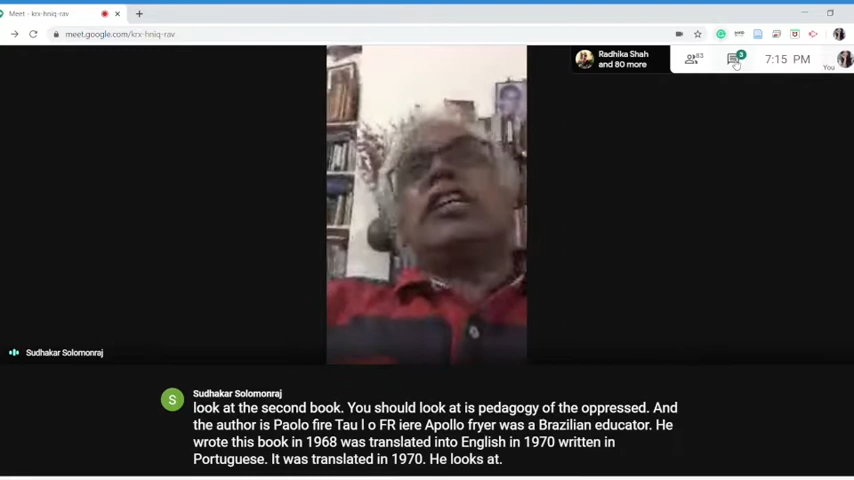 Meet - krx-hniq-rav
meet.google.com/krx-hniq-rav
Radhika Shah
and 80 more
83
3
7:15 PM
You
Sudhakar Solomonraj
S
Sudhakar Solomonraj
look at the second book. You should look at is pedagogy of the oppressed. And
the author is Paolo fire Tau l o FR iere Apollo fryer was a Brazilian educator. He
wrote this book in 1968 was translated into English in 1970 written in
Portuguese. It was translated in 1970. He looks at.